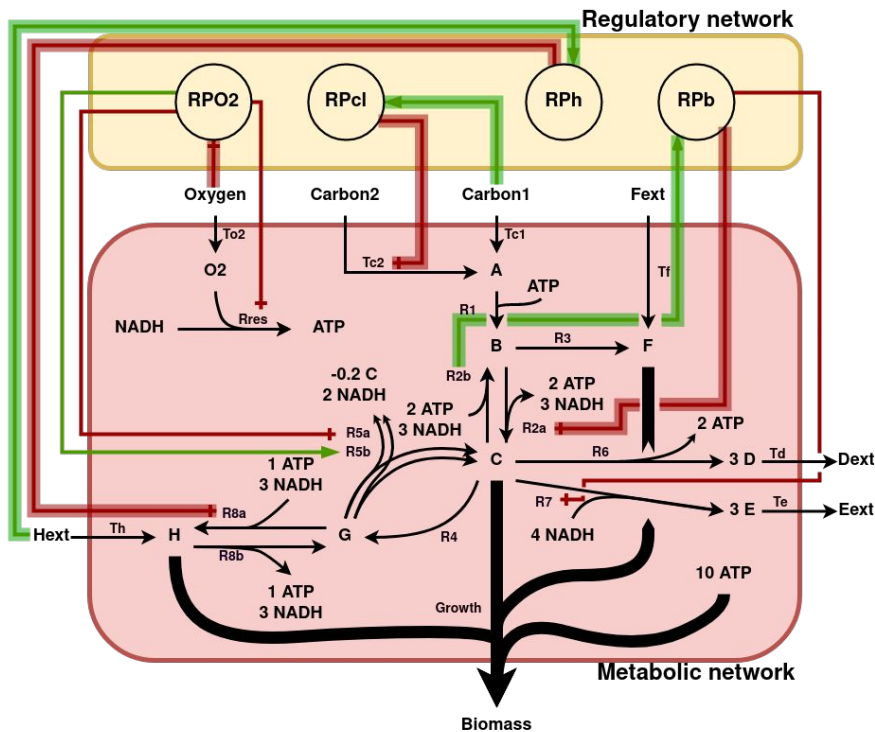 Regulatory network
RPO2
RPcl
RPh
RPb
Oxygen
Carbon2
Carbon1
Fext
To2
Tc1
Tc2
Tf
O2
A
ATP
R1
NADH
Rres
ATP
B
R3
F
-0.2 C
2 NADH
R2b
2 ATP
3 NADH
2 ATP
3 NADH
R2a
2 ATP
R5a
R5b
1 ATP
3 NADH
C
R6
3 D
Td
Dext
R7
R8a
3 E
Te
Eext
Hext
Th
H
G
R4
4 NADH
R8b
1 ATP
3 NADH
10 ATP
Growth
Metabolic network
Biomass